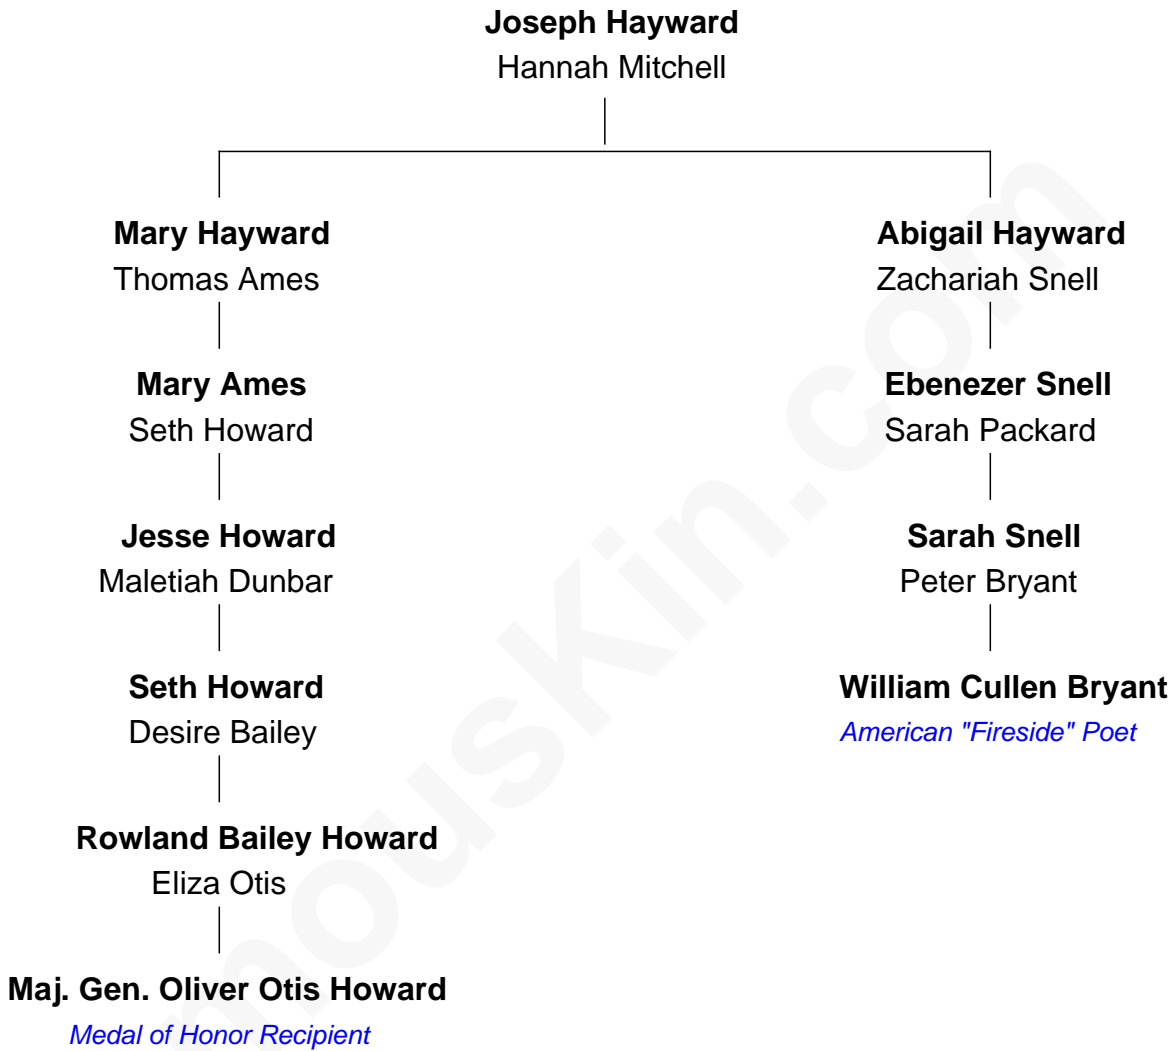 Joseph Hayward
Hannah Mitchell
Mary Hayward
Thomas Ames
Abigail Hayward
Zachariah Snell
Mary Ames
Seth Howard
Ebenezer Snell
Sarah Packard
Jesse Howard
Maletiah Dunbar
Sarah Snell
Peter Bryant
Seth Howard
Desire Bailey
William Cullen Bryant
American "Fireside" Poet
Rowland Bailey Howard
Eliza Otis
Maj. Gen. Oliver Otis Howard
Medal of Honor Recipient
mousKin.com